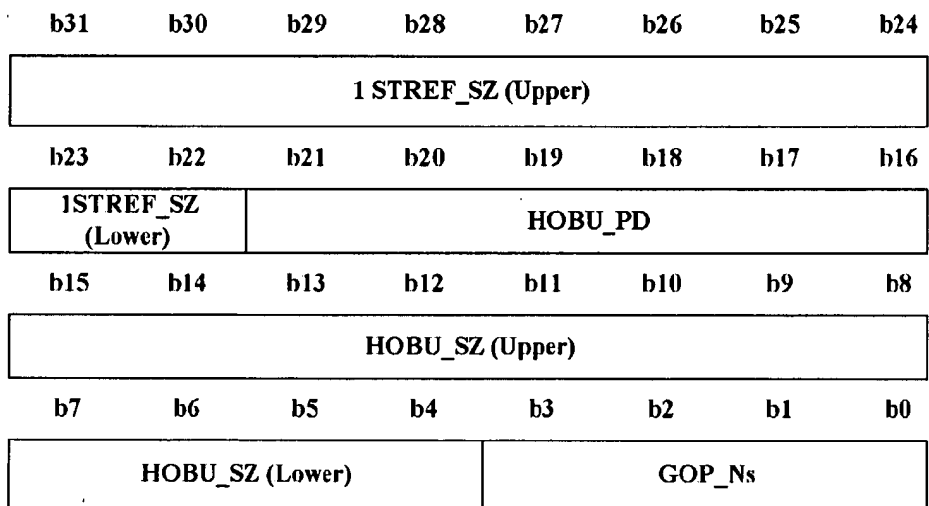 b31 b30 b29 b28 b27 b26 b25 b24
1 STREF_SZ (Upper)
b23 b22 b21 b20 b19 b18 b17 b16
1STREF_SZ
(Lower)
HOBU_PD
b15 b14 b13 b12 b11 b10 b9 b8
HOBU_SZ (Upper)
b7 b6 b5 b4 b3 b2 b1 b0
HOBU_SZ (Lower) GOP_Ns